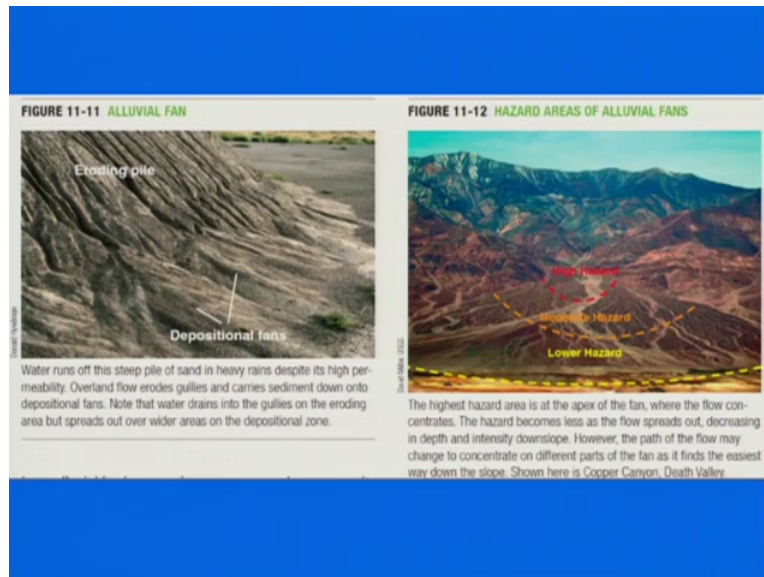 FIGURE 11-11 ALLUVIAL FAN
Eroding pile
Depositional fans
Donald Hyndman
Water runs off this steep pile of sand in heavy rains despite its high per-
meability. Overland flow erodes gullies and carries sediment down onto
depositional fans. Note that water drains into the gullies on the eroding
area but spreads out over wider areas on the depositional zone.
FIGURE 11-12 HAZARD AREAS OF ALLUVIAL FANS
High Hazard
Moderate Hazard
Lower Hazard
The highest hazard area is at the apex of the fan, where the flow con-
centrates. The hazard becomes less as the flow spreads out, decreasing
in depth and intensity downslope. However, the path of the flow may
change to concentrate on different parts of the fan as it finds the easiest
way down the slope. Shown here is Copper Canyon, Death Valley.